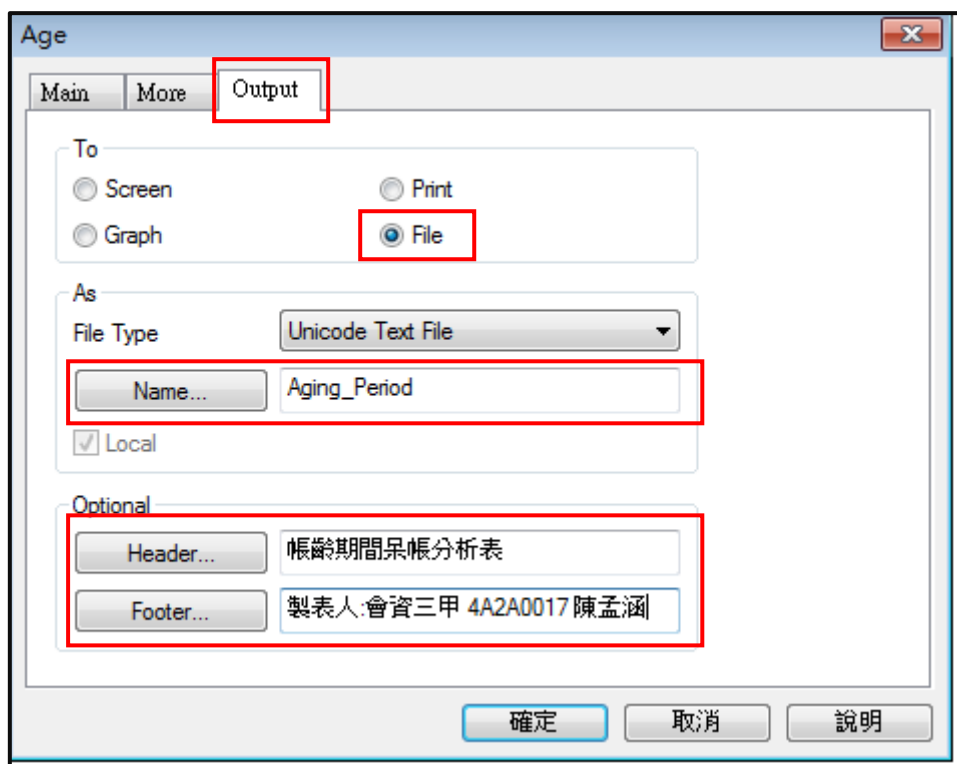 Age
Main More Output
To
Screen Print
Graph File
As
File Type Unicode Text File
Name... Aging_Period
Local
Optional
Header... 帳齡期間呆帳分析表
Footer... 製表人:會資三甲 4A2A0017 陳孟涵
確定 取消 說明